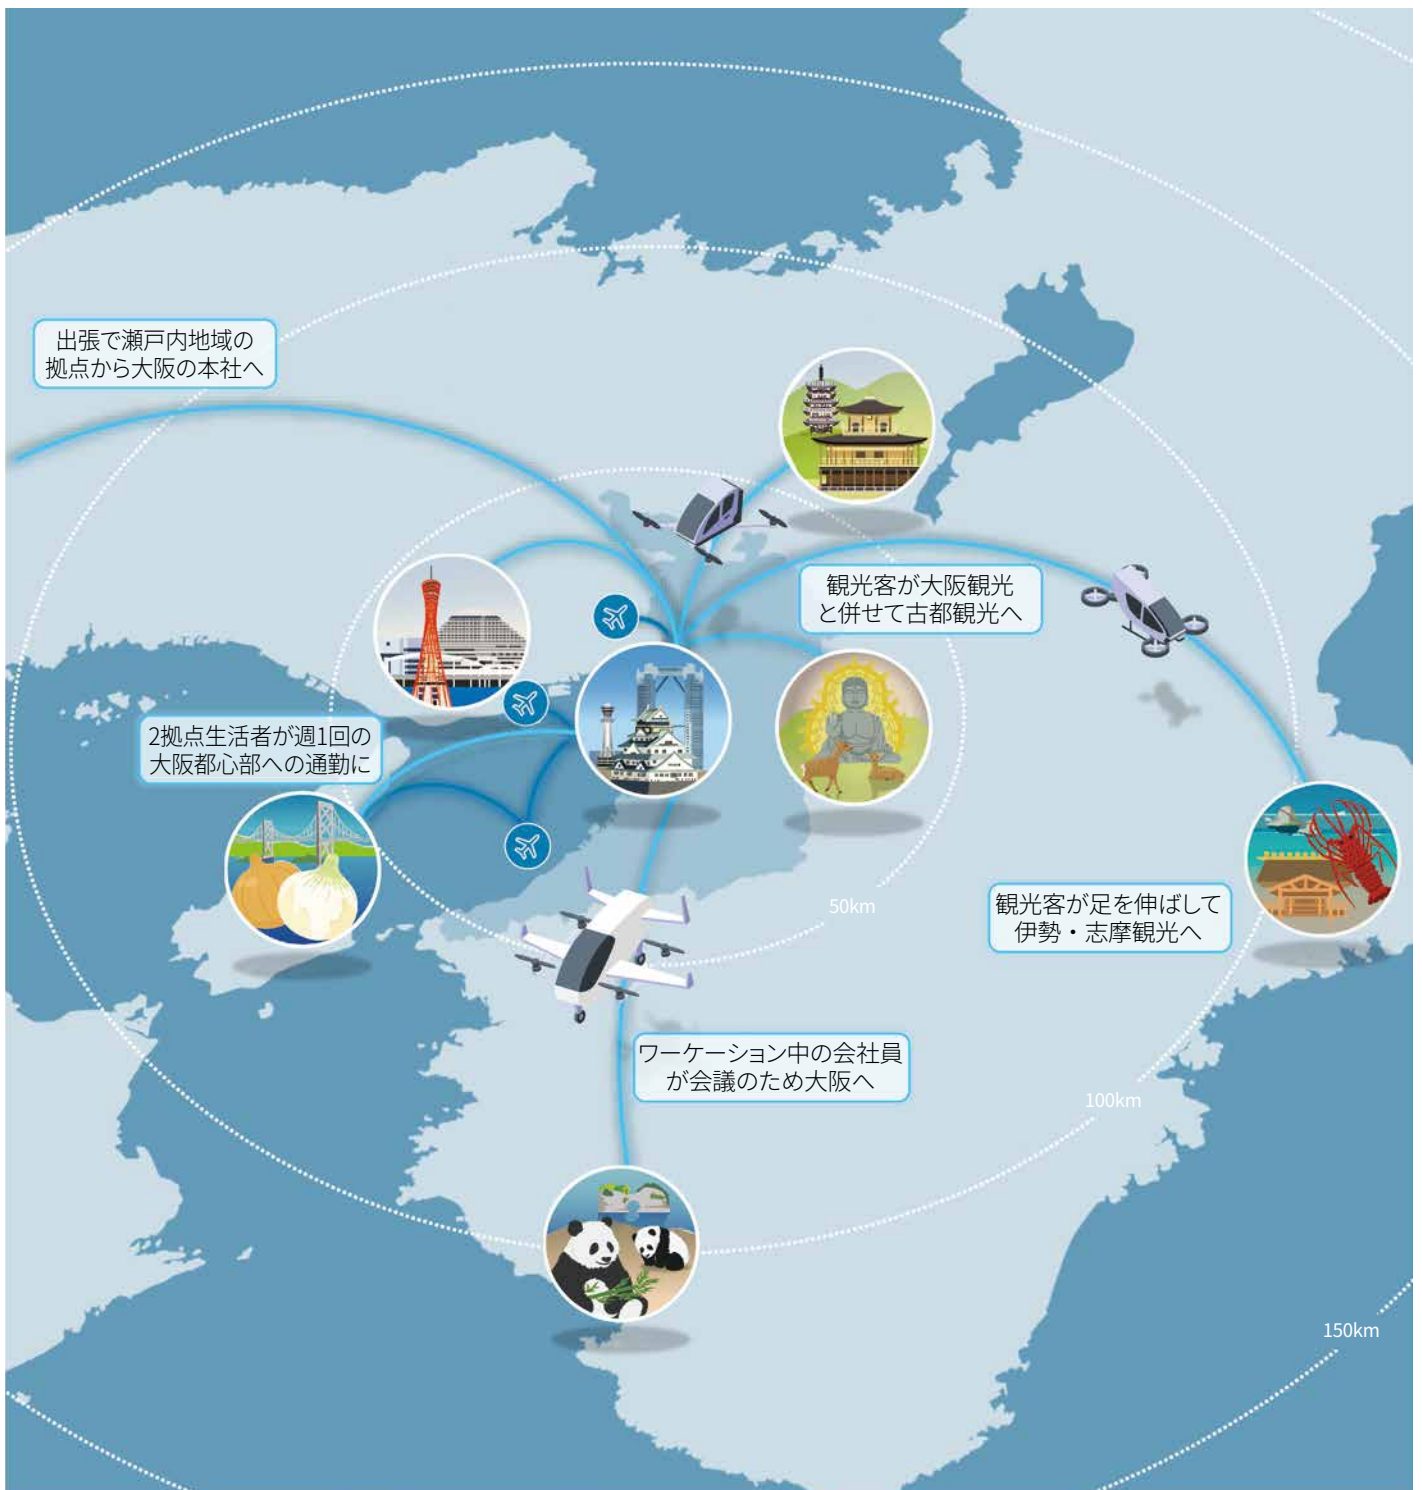 出張で瀬戸内地域の
拠点から大阪の本社へ
観光客が大阪観光
と併せて古都観光へ
2拠点生活者が週1回の
大阪都心部への通勤に
50km
観光客が足を伸ばして
伊勢・志摩観光へ
ワーケーション中の会社員
が会議のため大阪へ
100km
150km